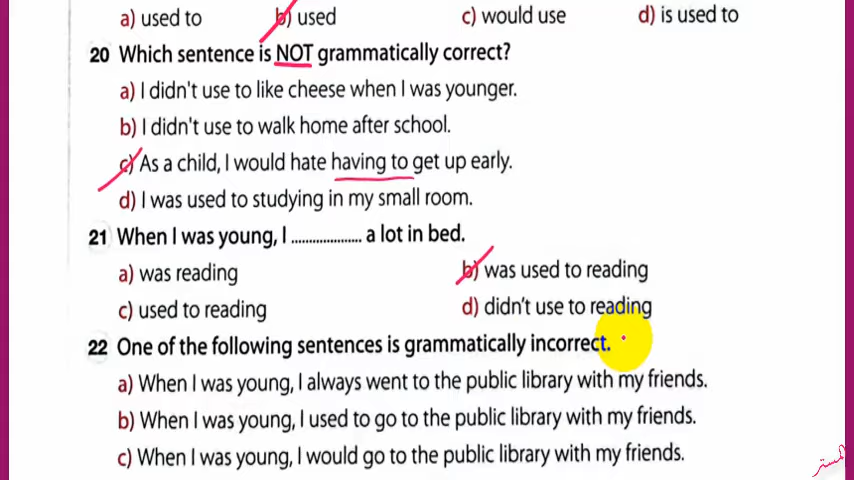 a) used to b) used c) would use d) is used to
20 Which sentence is NOT grammatically correct?
a) I didn't use to like cheese when I was younger.
b) I didn't use to walk home after school.
c) As a child, I would hate having to get up early.
d) I was used to studying in my small room.
21 When I was young, I .................... a lot in bed.
a) was reading b) was used to reading
c) used to reading d) didn't use to reading
22 One of the following sentences is grammatically incorrect.
a) When I was young, I always went to the public library with my friends.
b) When I was young, I used to go to the public library with my friends.
c) When I was young, I would go to the public library with my friends.